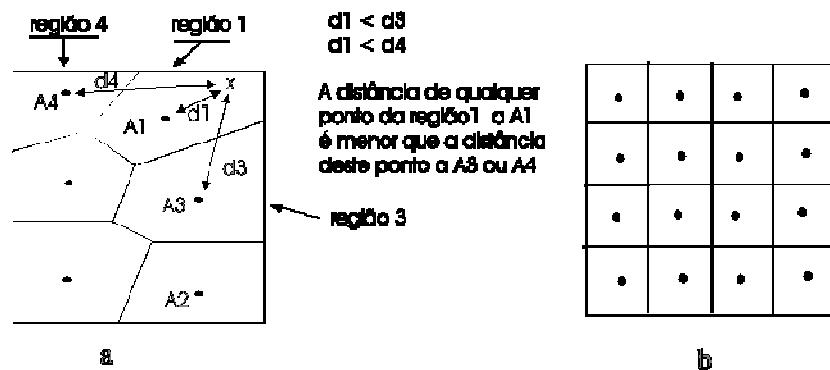 região 4
região 1
d1 < d3
d1 < d4
d4
x
A4
A1
d1
A distância de qualquer
ponto da região1 a A1
é menor que a distância
deste ponto a A3 ou A4
d3
A3
região 3
A2
a
b